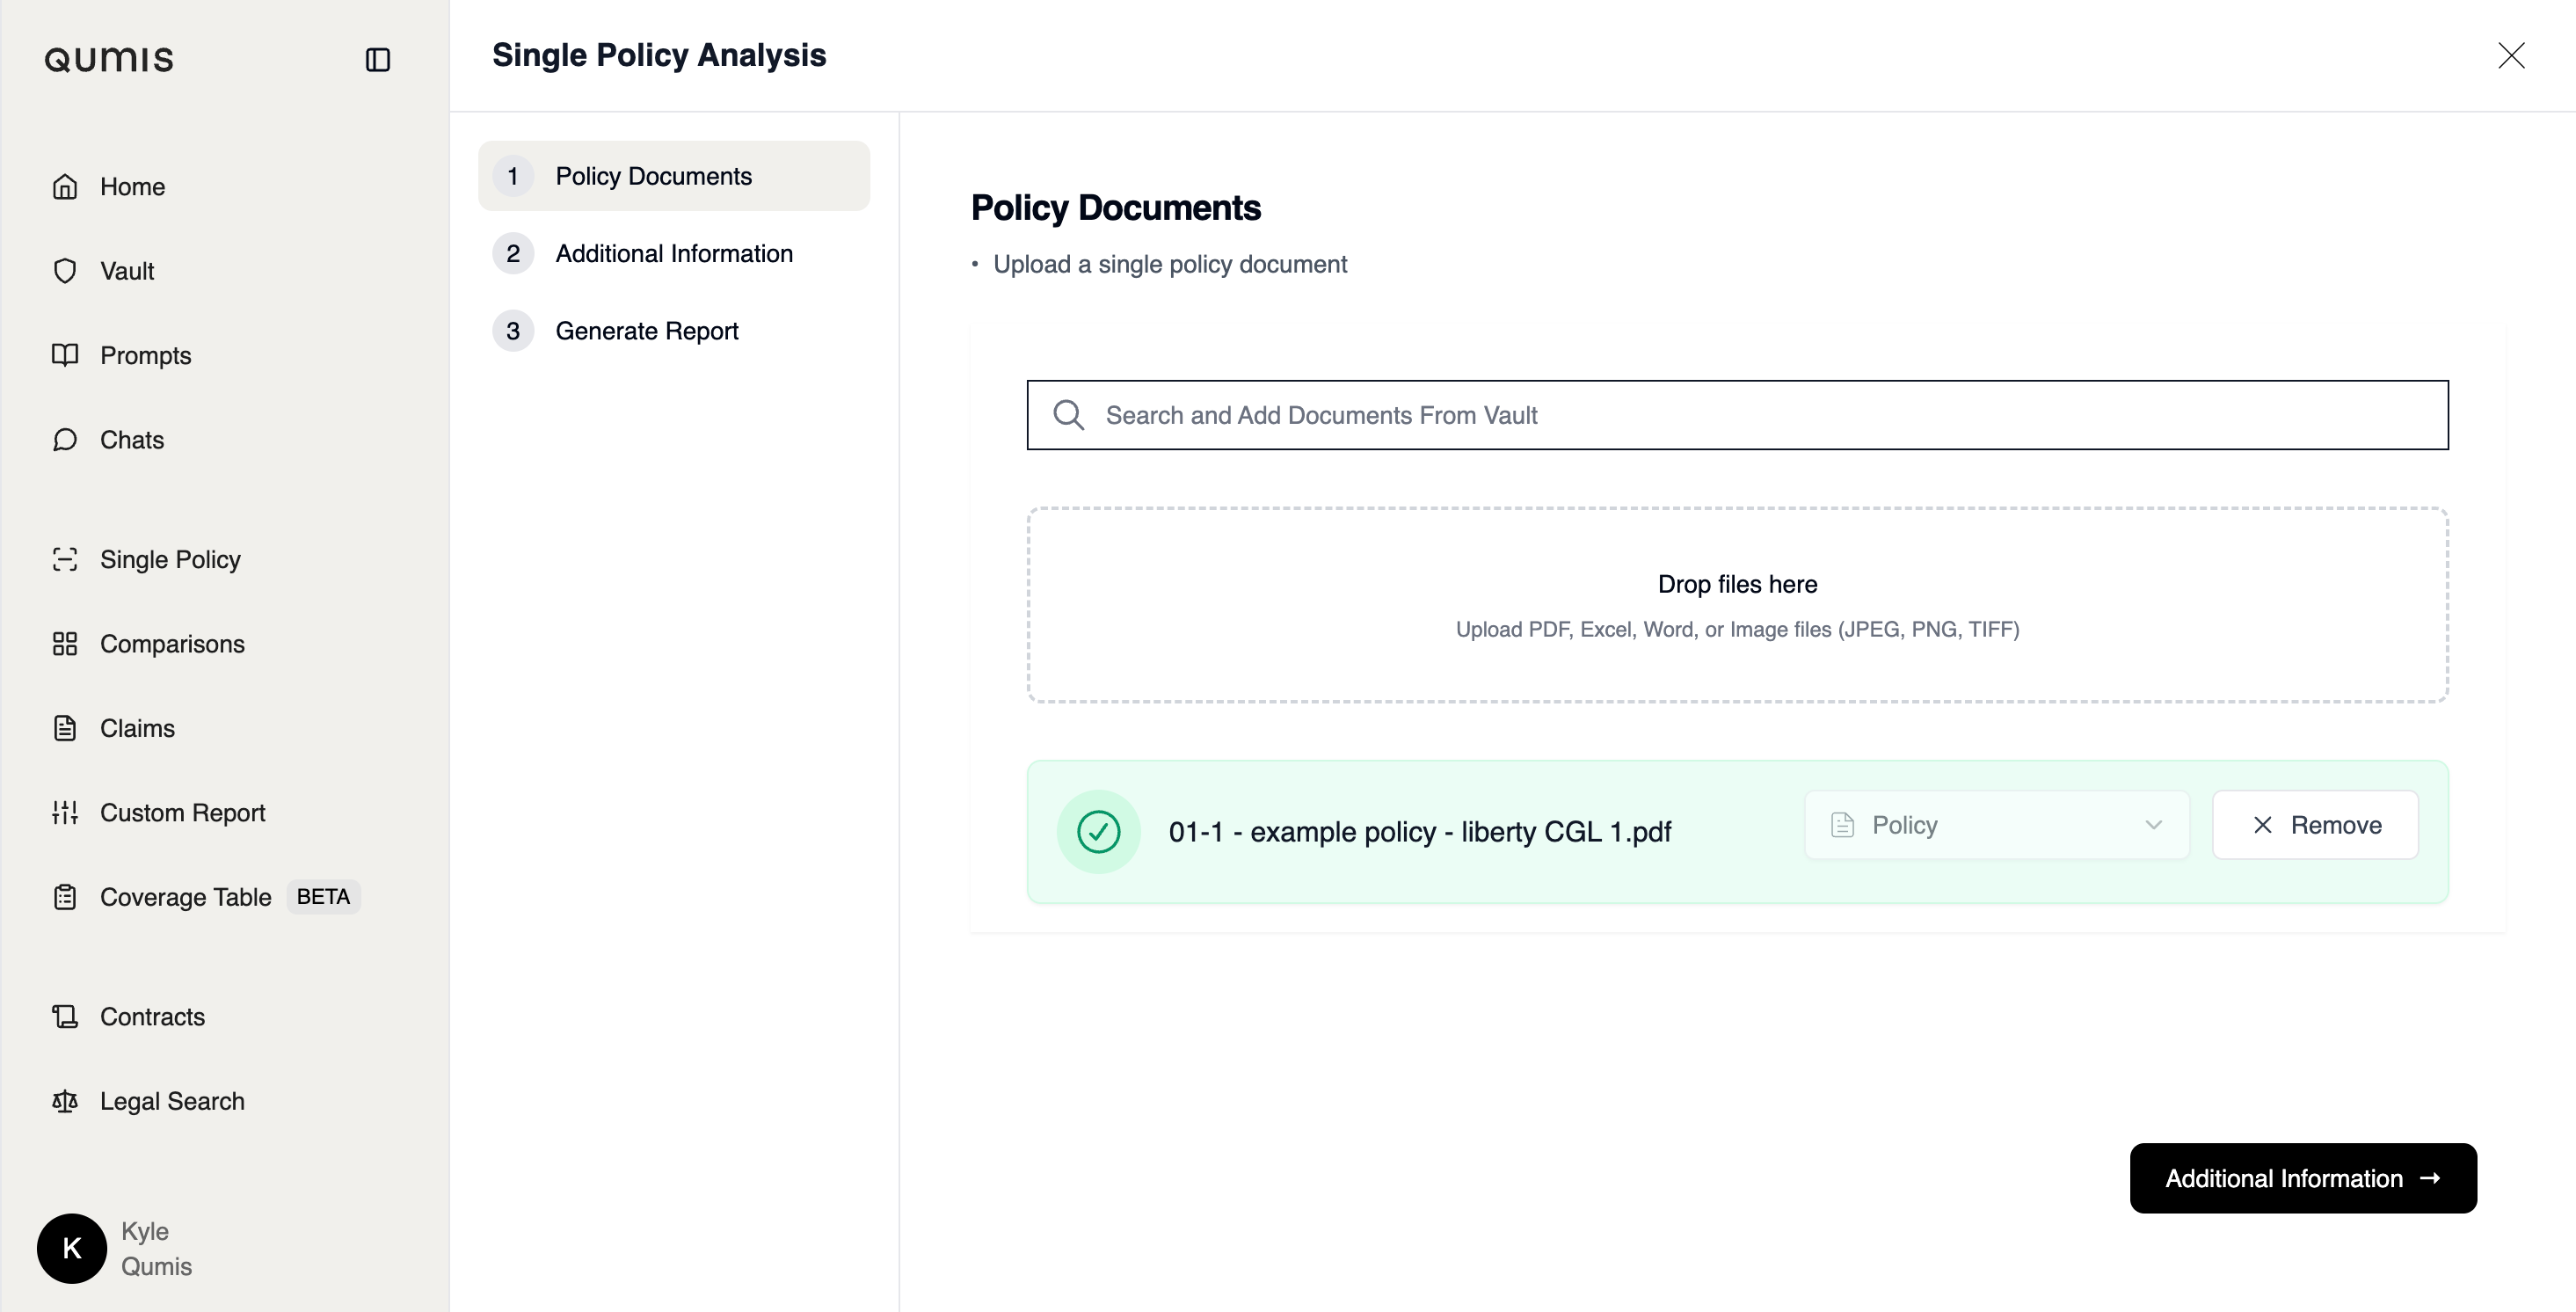 Qumis
Home
Vault
Prompts
Chats
Single Policy
Comparisons
Claims
Custom Report
Coverage Table BETA
Contracts
Legal Search
K
Kyle
Qumis
Single Policy Analysis
1 Policy Documents
2 Additional Information
3 Generate Report
Policy Documents
• Upload a single policy document
Search and Add Documents From Vault
Drop files here
Upload PDF, Excel, Word, or Image files (JPEG, PNG, TIFF)
01-1 - example policy - liberty CGL 1.pdf
Policy
Remove
Additional Information →